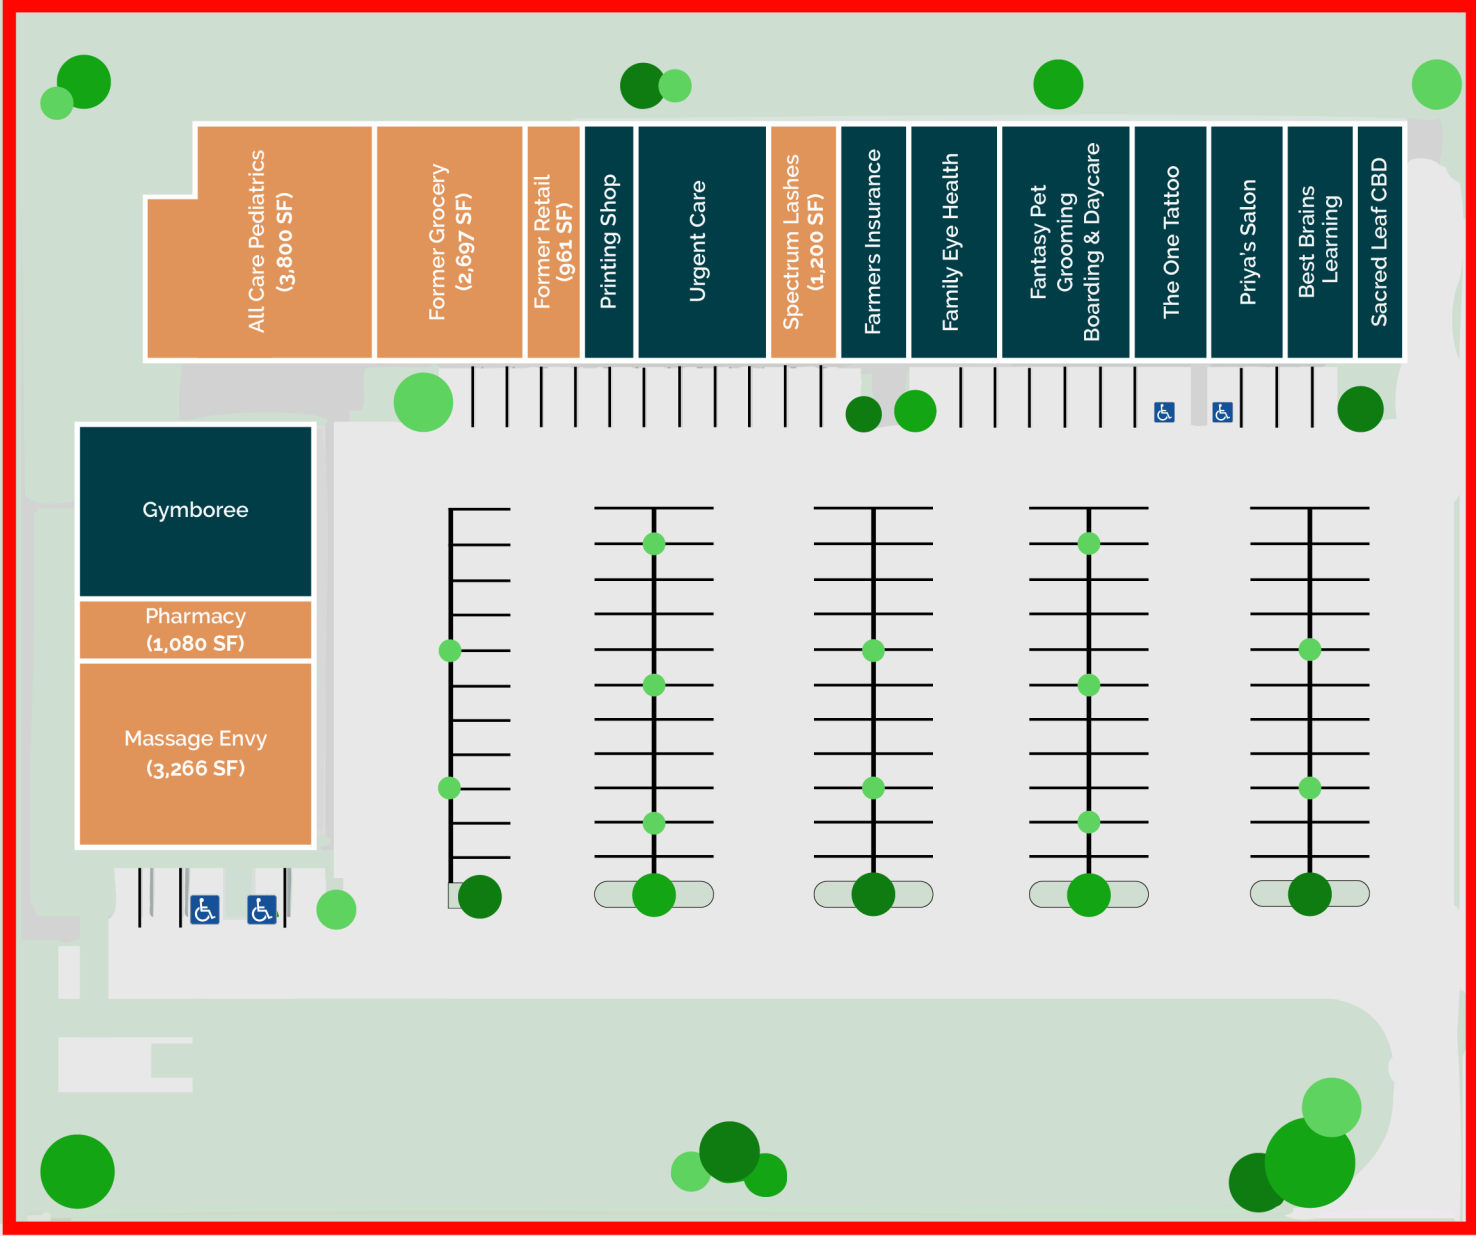 All Care Pediatrics
(3,800 SF)
Former Grocery
(2,697 SF)
Former Retail
(961 SF)
Printing Shop
Urgent Care
Spectrum Lashes
(1,200 SF)
Farmers Insurance
Family Eye Health
Fantasy Pet
Grooming
Boarding & Daycare
The One Tattoo
Priya's Salon
Best Brains
Learning
Sacred Leaf CBD
Gymboree
Pharmacy
(1,080 SF)
Massage Envy
(3,266 SF)